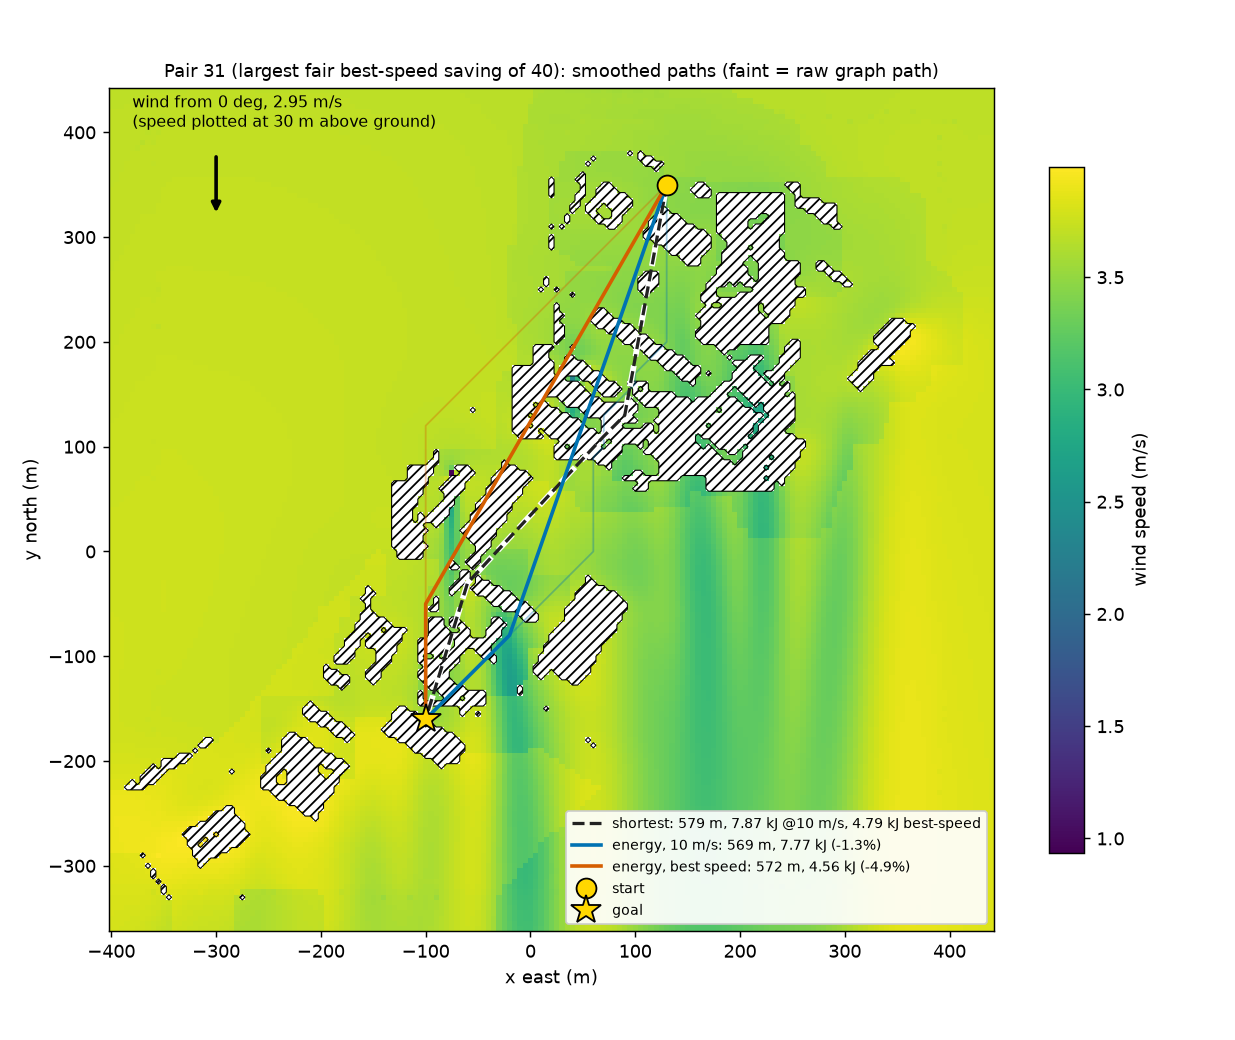 Pair 31 (largest fair best-speed saving of 40): smoothed paths (faint = raw graph path)
wind from 0 deg, 2.95 m/s
(speed plotted at 30 m above ground)
400
300
200
100
0
−100
−200
−300
y north (m)
−400
−300
−200
−100
0
100
200
300
400
x east (m)
shortest: 579 m, 7.87 kJ @10 m/s, 4.79 kJ best-speed
energy, 10 m/s: 569 m, 7.77 kJ (-1.3%)
energy, best speed: 572 m, 4.56 kJ (-4.9%)
start
goal
3.5
3.0
2.5
2.0
1.5
1.0
wind speed (m/s)